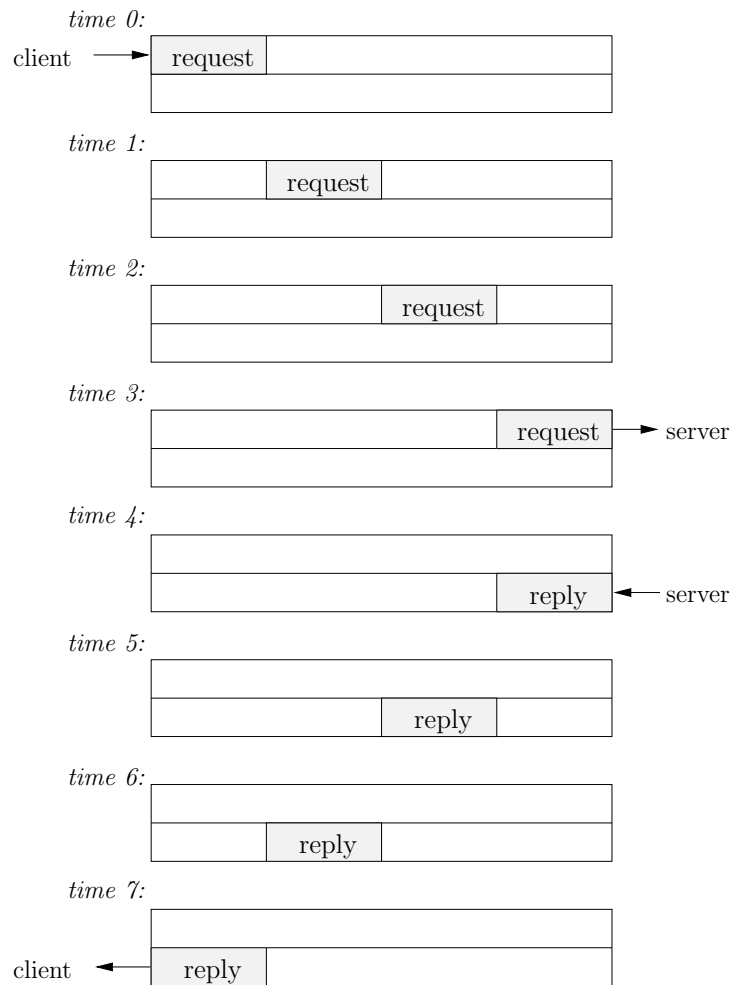 time 0:
client request
time 1:
request
time 2:
request
time 3:
request server
time 4:
reply server
time 5:
reply
time 6:
reply
time 7:
client reply